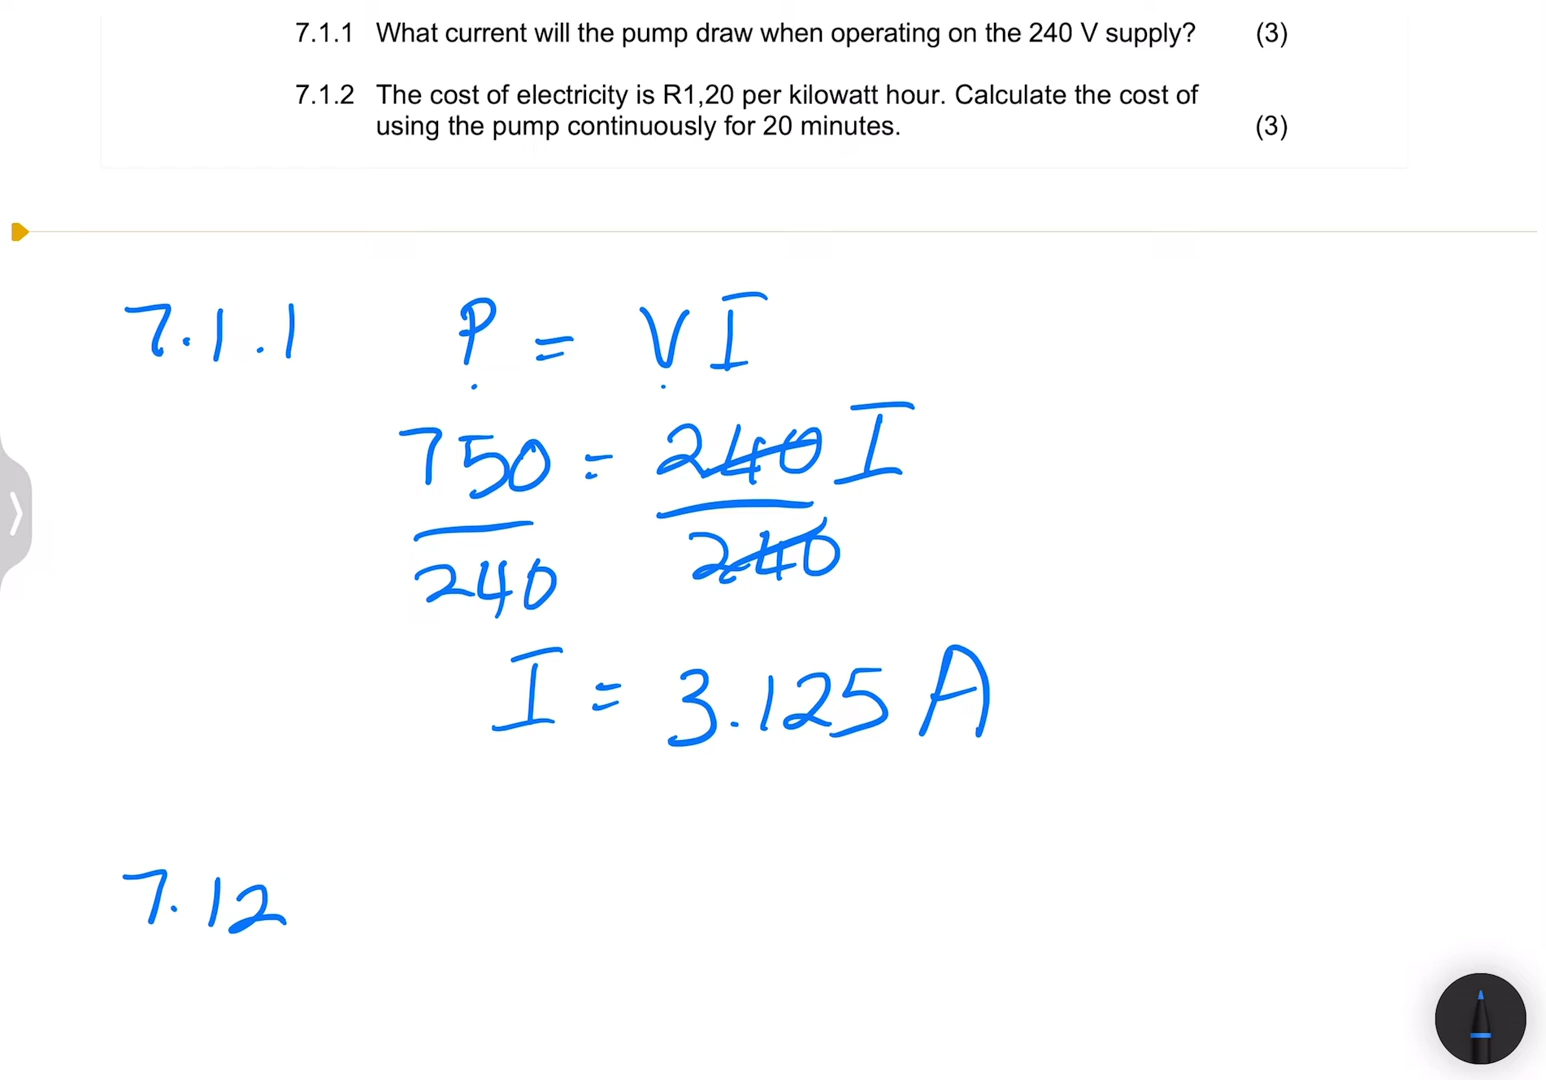 7.1.1 What current will the pump draw when operating on the 240 V supply? (3)
7.1.2 The cost of electricity is R1,20 per kilowatt hour. Calculate the cost of
using the pump continuously for 20 minutes. (3)
7.1.1 P = VI
750 = 240 I
240 240
I = 3.125 A
7.12